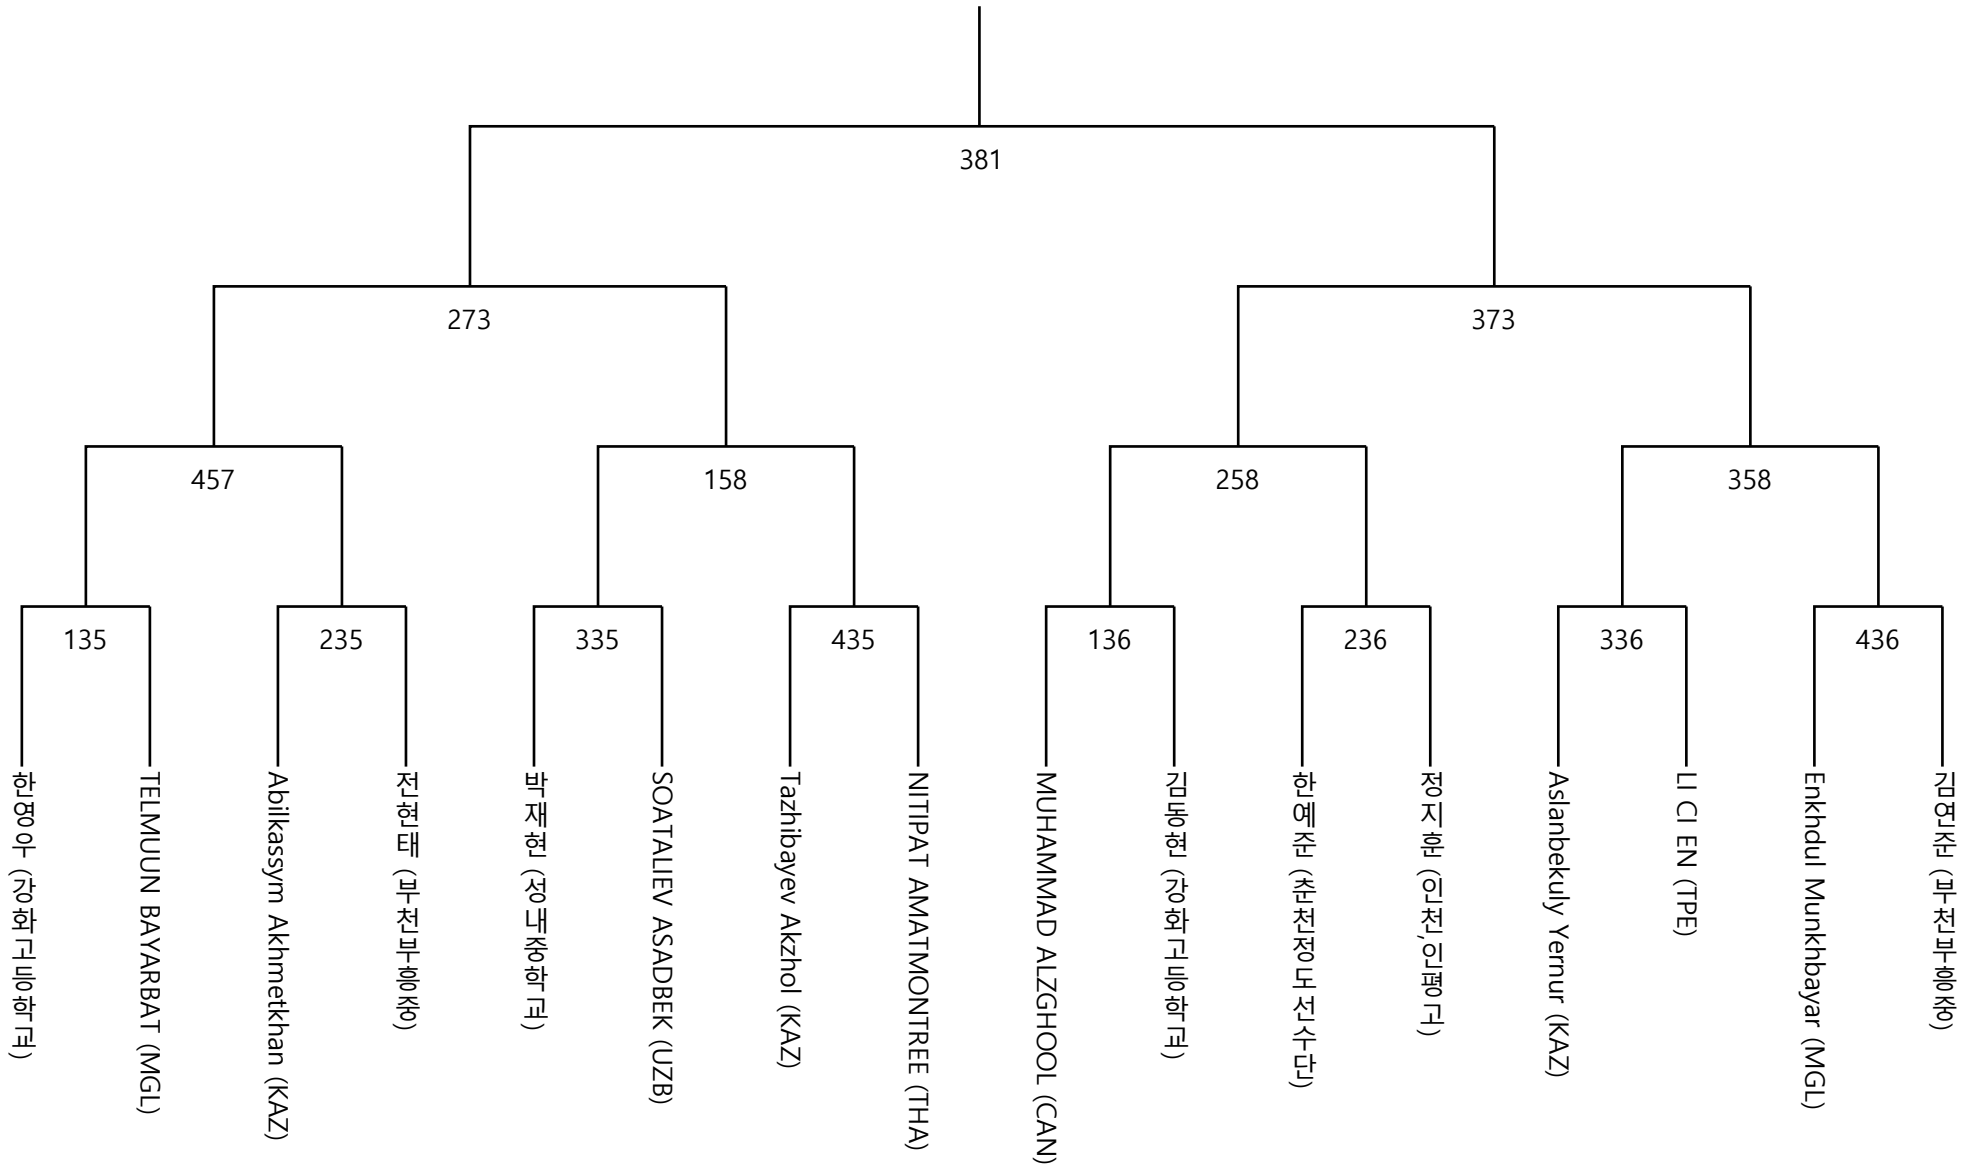 381
273
373
457
158
258
358
135
235
335
435
136
236
336
436
한영우 (강화고등학교)
TELMUUN BAYARBAT (MGL)
Abilkassym Akhmetkhan (KAZ)
전현태 (부천부흥중)
박재현 (정내중학교)
SOATALIEV ASADBEK (UZB)
Tazhibayev Akzhol (KAZ)
NITIPAT AMATMONTREE (THA)
MUHAMMAD ALZGHOOL (CAN)
김동현 (강화고등학교)
한예준 (춘천정도선수단)
정지훈 (인천,인평고)
Aslanbekuly Yernur (KAZ)
LI CI EN (TPE)
Enkhdul Munkhbayar (MGL)
김연준 (부천부흥중)